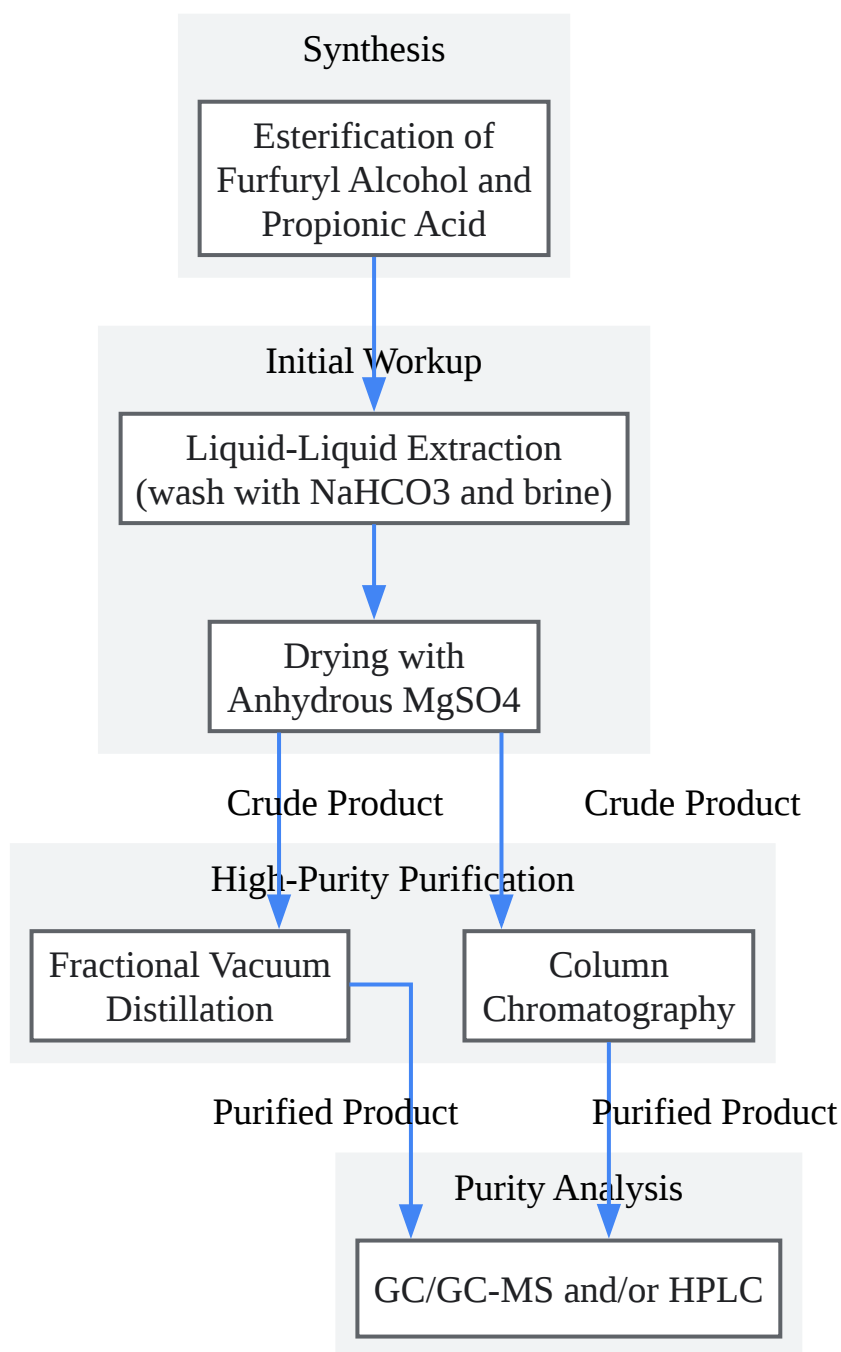 Synthesis
Esterification of
Furfuryl Alcohol and
Propionic Acid
Initial Workup
Liquid-Liquid Extraction
(wash with NaHCO3 and brine)
Drying with
Anhydrous MgSO4
Crude Product
Crude Product
High-Purity Purification
Fractional Vacuum
Distillation
Column
Chromatography
Purified Product
Purified Product
Purity Analysis
GC/GC-MS and/or HPLC